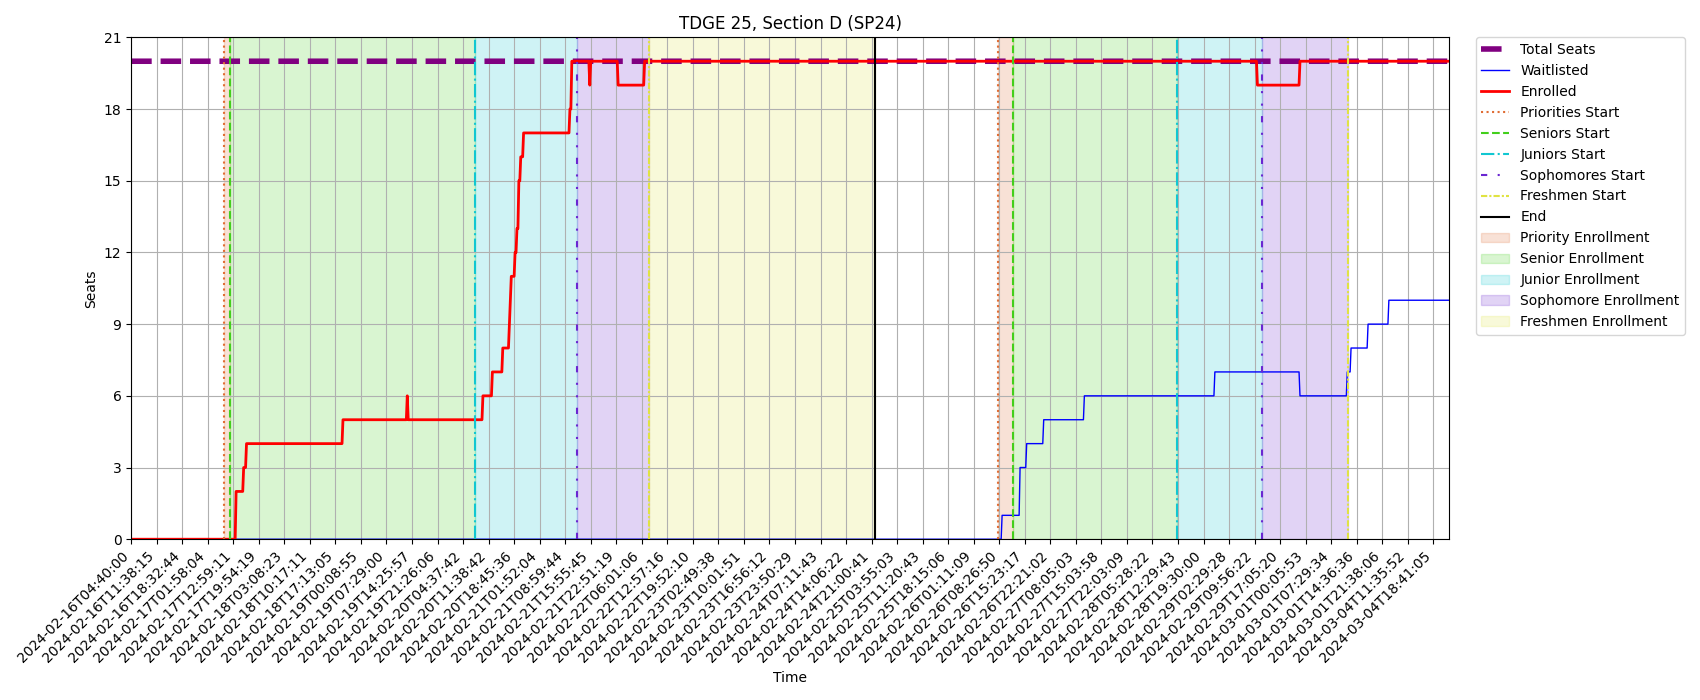 TDGE 25, Section D (SP24)
21
18
15
12
9
6
3
0
Seats
2024-02-16T04:40:00
2024-02-16T11:38:15
2024-02-16T18:32:44
2024-02-17T01:58:04
2024-02-17T12:59:11
2024-02-17T19:54:19
2024-02-18T03:08:23
2024-02-18T10:17:11
2024-02-18T17:13:05
2024-02-19T00:08:55
2024-02-19T07:29:00
2024-02-19T14:25:57
2024-02-19T21:26:06
2024-02-20T04:37:42
2024-02-20T11:38:42
2024-02-20T18:45:36
2024-02-21T01:52:04
2024-02-21T08:59:44
2024-02-21T15:55:45
2024-02-21T22:51:19
2024-02-22T06:01:06
2024-02-22T12:57:16
2024-02-22T19:52:10
2024-02-23T02:49:38
2024-02-23T10:01:51
2024-02-23T16:56:12
2024-02-23T23:50:29
2024-02-24T07:11:43
2024-02-24T14:06:22
2024-02-24T21:00:41
2024-02-25T03:55:03
2024-02-25T11:20:43
2024-02-25T18:15:06
2024-02-26T01:11:09
2024-02-26T08:26:50
2024-02-26T15:23:17
2024-02-26T22:21:02
2024-02-27T08:05:03
2024-02-27T15:03:58
2024-02-27T22:03:09
2024-02-28T05:28:22
2024-02-28T12:29:43
2024-02-28T19:30:00
2024-02-29T02:29:28
2024-02-29T09:56:22
2024-02-29T17:05:20
2024-03-01T00:05:53
2024-03-01T07:29:34
2024-03-01T14:36:36
2024-03-01T21:38:06
2024-03-04T11:35:52
2024-03-04T18:41:05
Time
Total Seats
Waitlisted
Enrolled
Priorities Start
Seniors Start
Juniors Start
Sophomores Start
Freshmen Start
End
Priority Enrollment
Senior Enrollment
Junior Enrollment
Sophomore Enrollment
Freshmen Enrollment